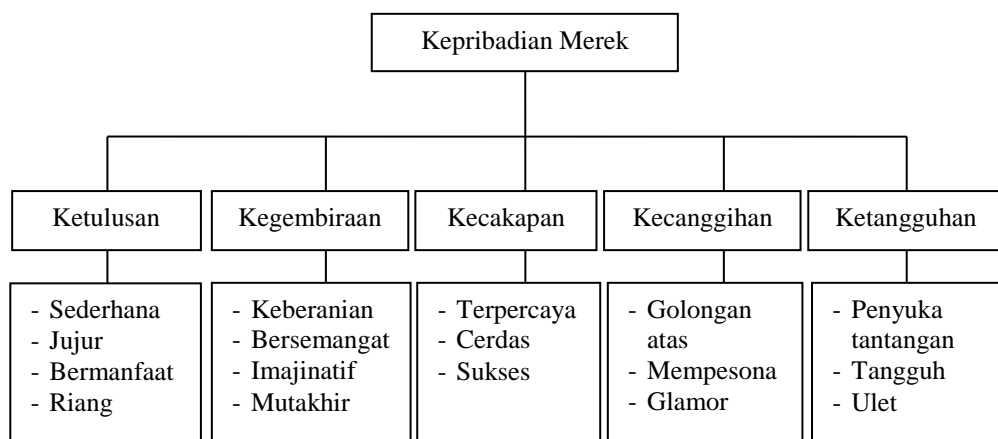 Kepribadian Merek
Ketulusan
Kegembiraan
Kecakapan
Kecanggihan
Ketangguhan
- Sederhana
- Jujur
- Bermanfaat
- Riang
- Keberanian
- Bersemangat
- Imajinatif
- Mutakhir
- Terpercaya
- Cerdas
- Sukses
- Golongan
atas
- Mempesona
- Glamor
- Penyuka
tantangan
- Tangguh
- Ulet